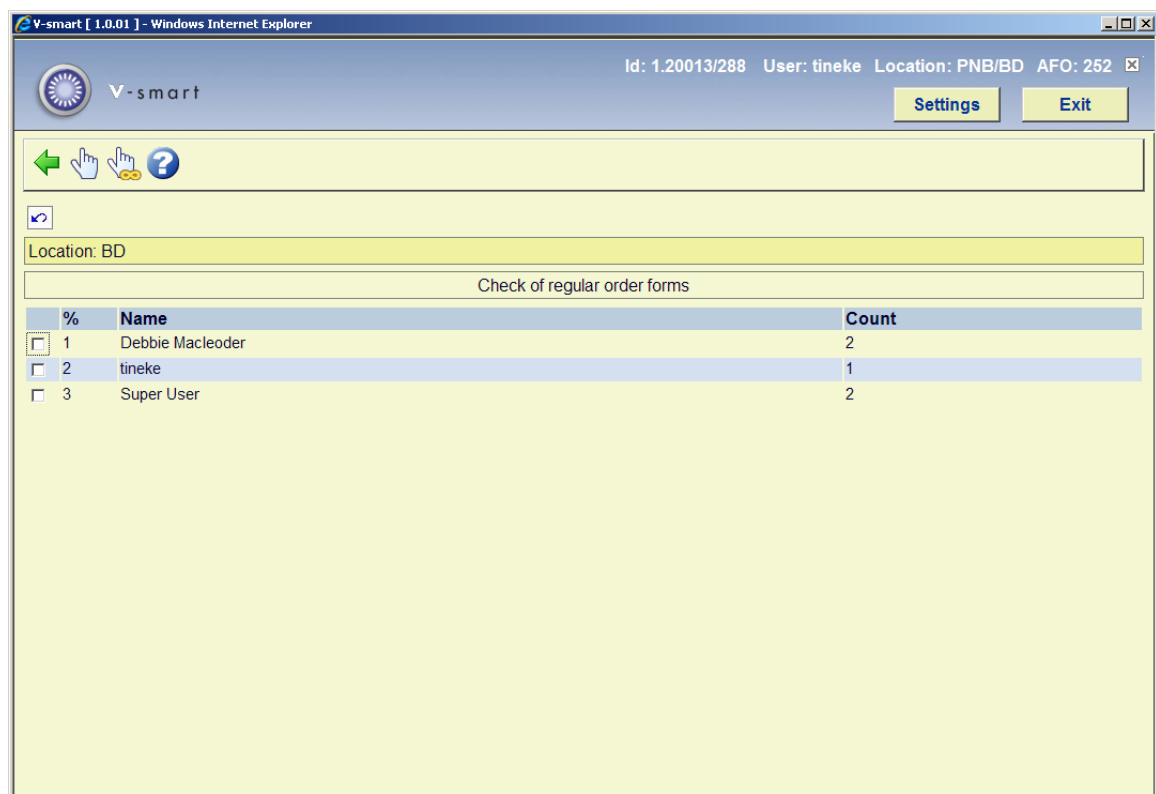 V-smart [ 1.0.01 ] - Windows Internet Explorer
Id: 1.20013/288 User: tineke Location: PNB/BD AFO: 252
V-smart
Settings Exit
?
Location: BD
Check of regular order forms
% Name Count
1 Debbie Macleoder 2
2 tineke 1
3 Super User 2